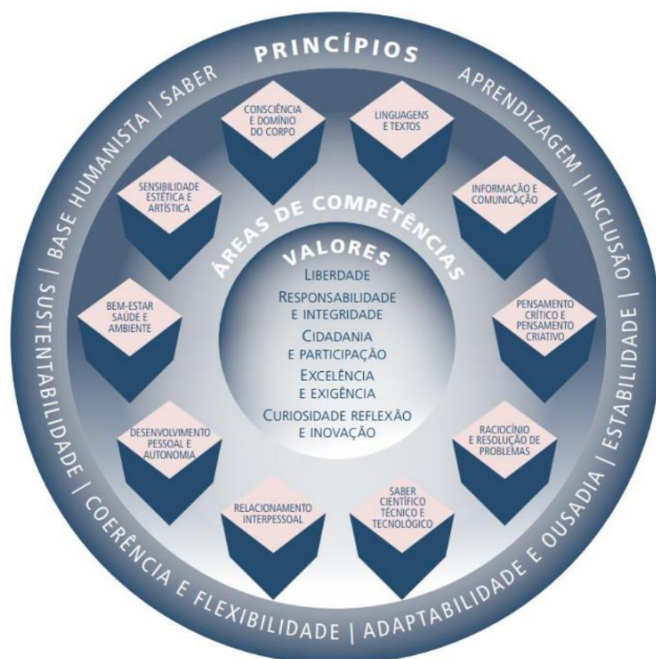 PRINCÍPIOS
BASE HUMANISTA | SABER
APRENDIZAGEM | INCLUSÃO |
ESTABILIDADE |
ADAPTABILIDADE E OUSADIA |
COERÊNCIA E FLEXIBILIDADE |
SUSTENTABILIDADE |
ÁREAS DE COMPETÊNCIAS
CONSCIÊNCIA
E DOMÍNIO
DO CORPO
LINGUAGENS
E TEXTOS
INFORMAÇÃO E
COMUNICAÇÃO
PENSAMENTO
CRÍTICO E
PENSAMENTO
CRIATIVO
RACIOCÍNIO
E RESOLUÇÃO DE
PROBLEMAS
SABER
CIENTÍFICO
TÉCNICO E
TECNOLÓGICO
RELACIONAMENTO
INTERPESSOAL
DESENVOLVIMENTO
PESSOAL E
AUTONOMIA
BEM-ESTAR
SAÚDE E
AMBIENTE
SENSIBILIDADE
ESTÉTICA E
ARTÍSTICA
VALORES
LIBERDADE
RESPONSABILIDADE
E INTEGRIDADE
CIDADANIA
E PARTICIPAÇÃO
EXCELÊNCIA
E EXIGÊNCIA
CURIOSIDADE REFLEXÃO
E INOVAÇÃO